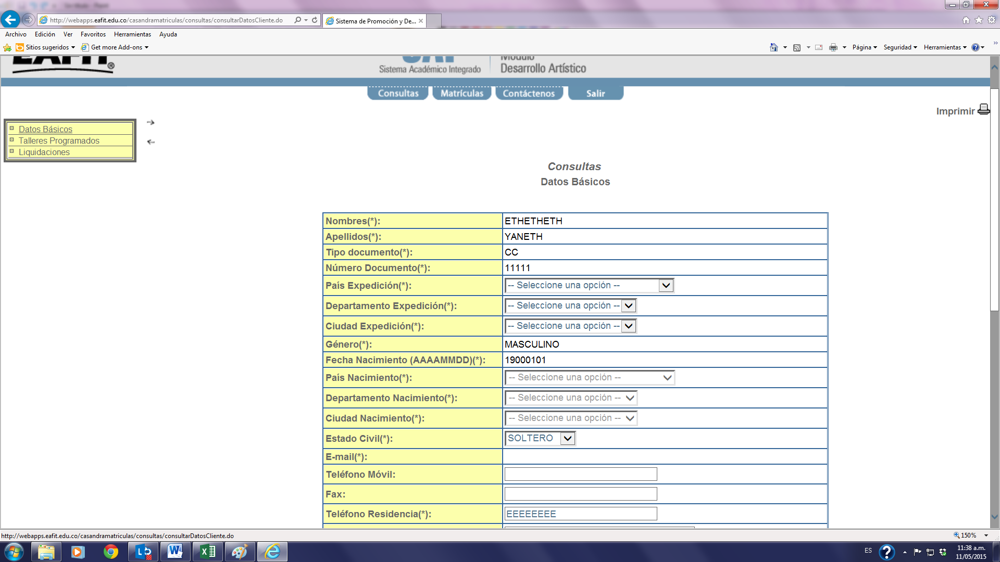 http://webapps.eafit.edu.co/casandramatriculas/consultas/consultarDatosCliente.do
Sistema de Promoción y De...
Archivo Edición Ver Favoritos Herramientas Ayuda
Sitios sugeridos Get more Add-ons
Página Seguridad Herramientas
EAFIT®
Sistema Académico Integrado
Módulo
Desarrollo Artístico
Consultas Matrículas Contáctenos Salir
Imprimir
Datos Básicos
Talleres Programados
Liquidaciones
Consultas
Datos Básicos
Nombres(*): ETHETHETH
Apellidos(*): YANETH
Tipo documento(*): CC
Número Documento(*): 11111
País Expedición(*): -- Seleccione una opción --
Departamento Expedición(*): -- Seleccione una opción --
Ciudad Expedición(*): -- Seleccione una opción --
Género(*): MASCULINO
Fecha Nacimiento (AAAAMMDD)(*): 19000101
País Nacimiento(*): -- Seleccione una opción --
Departamento Nacimiento(*): -- Seleccione una opción --
Ciudad Nacimiento(*): -- Seleccione una opción --
Estado Civil(*): SOLTERO
E-mail(*):
Teléfono Móvil:
Fax:
Teléfono Residencia(*): EEEEEEEE
http://webapps.eafit.edu.co/casandramatriculas/consultas/consultarDatosCliente.do
150%
ES
11:38 a.m.
11/05/2015